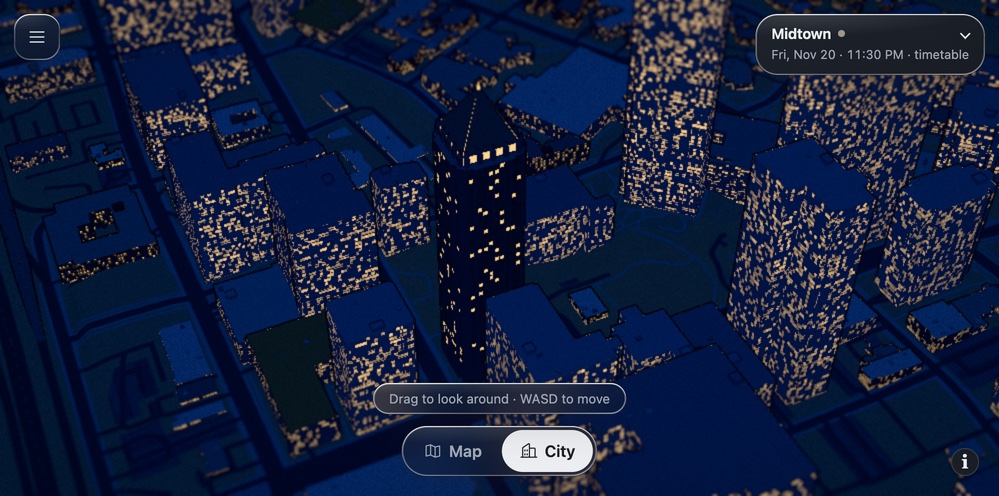 Midtown
Fri, Nov 20 · 11:30 PM · timetable
Drag to look around · WASD to move
Map
City
i